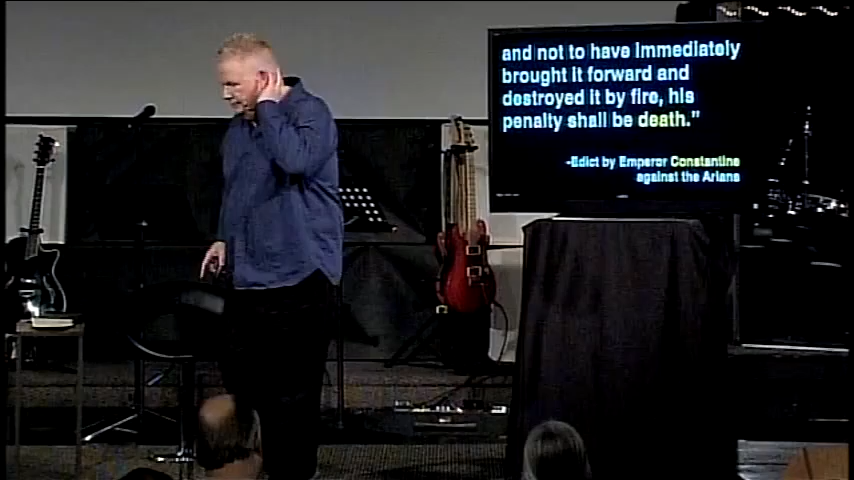 and not to have immediately
brought it forward and
destroyed it by fire, his
penalty shall be death."
-Edict by Emperor Constantine
against the Arians